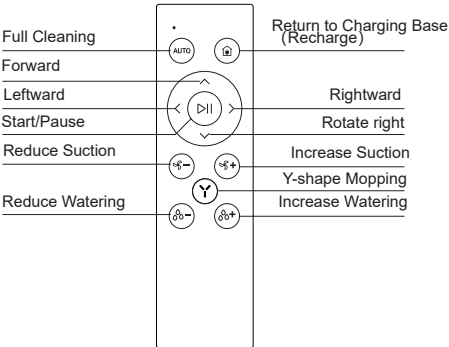 Full Cleaning
Return to Charging Base
(Recharge)
AUTO
Forward
Leftward
Rightward
Start/Pause
Rotate right
Reduce Suction
Increase Suction
Y-shape Mopping
Y
Reduce Watering
Increase Watering